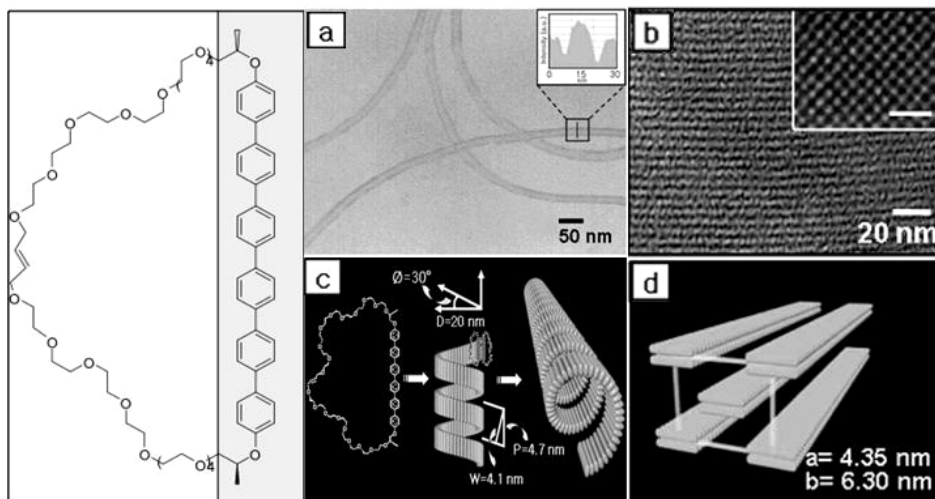 O
4
O
O
O
O
O
O
O
O
O
O
O
O
O
4
O
a
Intensity (a.u.)
0 15 30
nm
50 nm
b
20 nm
c
Ø=30°
D=20 nm
P=4.7 nm
W=4.1 nm
d
a= 4.35 nm
b= 6.30 nm